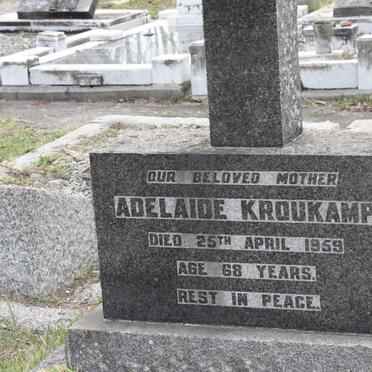 OUR BELOVED MOTHER
ADELAIDE KROUKAMP
DIED 25TH APRIL 1959
AGE 68 YEARS.
REST IN PEACE.